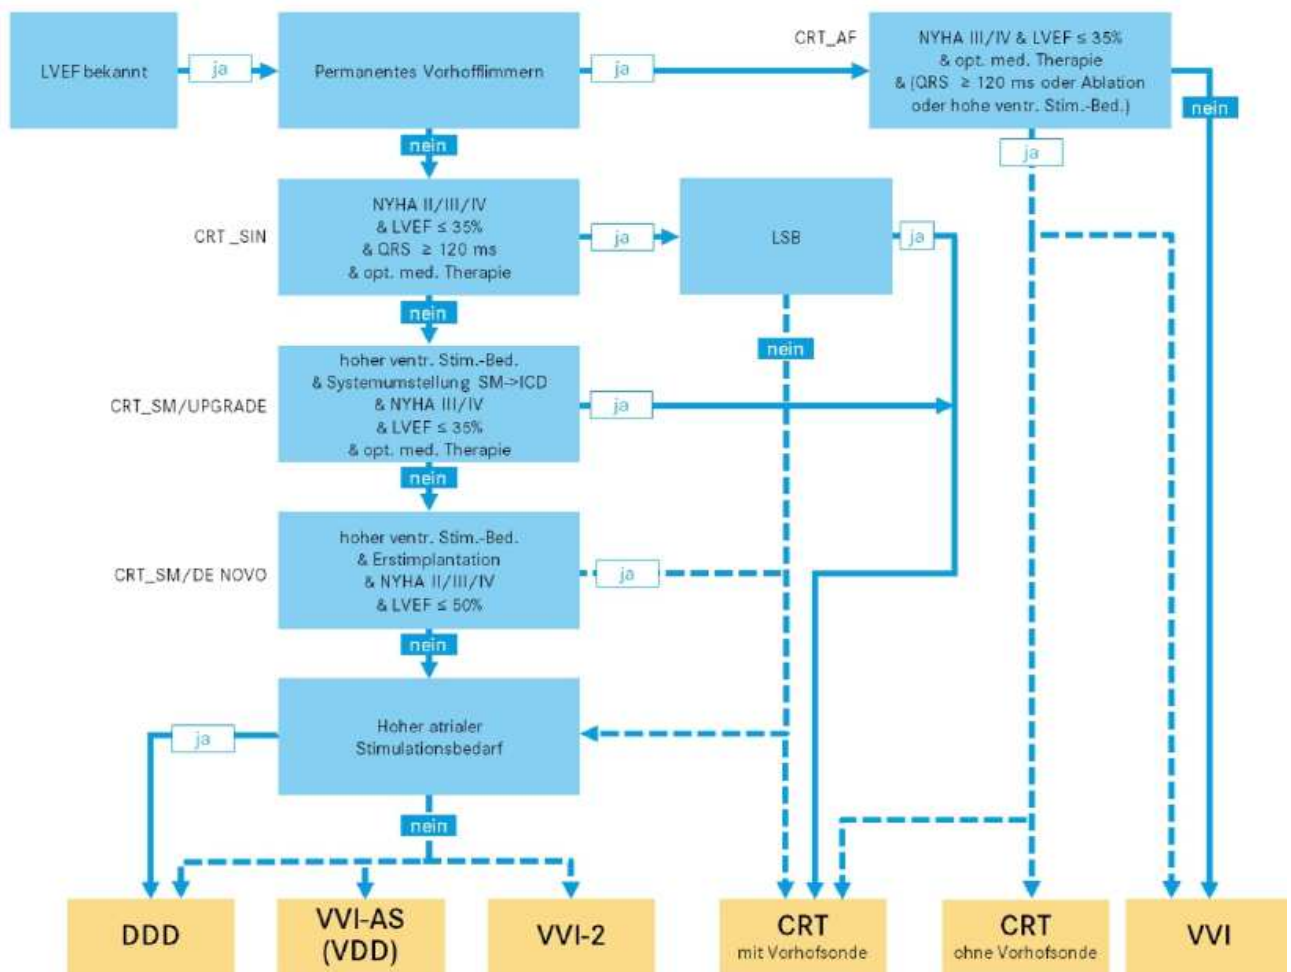 CRT_AF
LVEF bekannt
ja
Permanentes Vorhofflimmern
ja
NYHA III/IV & LVEF ≤ 35%
& opt. med. Therapie
& (QRS ≥ 120 ms oder Ablation
oder hohe ventr. Stim.-Bed.)
nein
nein
ja
CRT_SIN
NYHA II/III/IV
& LVEF ≤ 35%
& QRS ≥ 120 ms
& opt. med. Therapie
ja
LSB
ja
nein
nein
CRT_SM/UPGRADE
hoher ventr. Stim.-Bed.
& Systemumstellung SM->ICD
& NYHA III/IV
& LVEF ≤ 35%
& opt. med. Therapie
ja
nein
CRT_SM/DE NOVO
hoher ventr. Stim.-Bed.
& Erstimplantation
& NYHA II/III/IV
& LVEF ≤ 50%
ja
nein
ja
Hoher atrialer
Stimulationsbedarf
nein
DDD
VVI-AS
(VDD)
VVI-2
CRT
mit Vorhofsonde
CRT
ohne Vorhofsonde
VVI